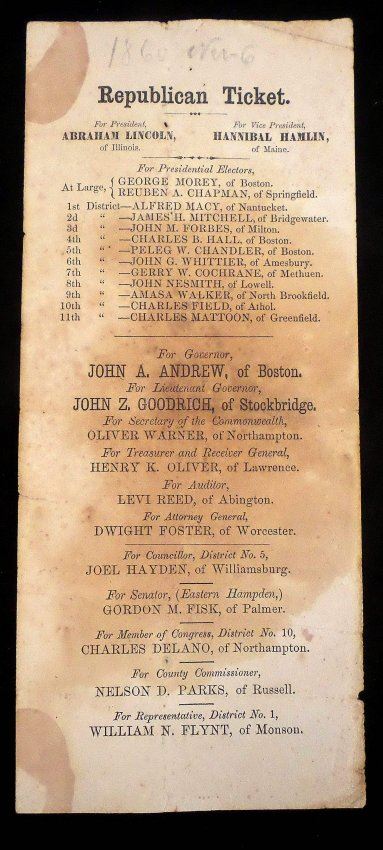 1860 Nov 6
Republican Ticket.
For President,
ABRAHAM LINCOLN,
of Illinois.
For Vice President,
HANNIBAL HAMLIN,
of Maine.
For Presidential Electors,
At Large, { GEORGE MOREY, of Boston.
REUBEN A. CHAPMAN, of Springfield.
1st District—ALFRED MACY, of Nantucket.
2d " —JAMES H. MITCHELL, of Bridgewater.
3d " —JOHN M. FORBES, of Milton.
4th " —CHARLES B. HALL, of Boston.
5th " —PELEG W. CHANDLER, of Boston.
6th " —JOHN G. WHITTIER, of Amesbury.
7th " —GERRY W. COCHRANE, of Methuen.
8th " —JOHN NESMITH, of Lowell.
9th " —AMASA WALKER, of North Brookfield.
10th " —CHARLES FIELD, of Athol.
11th " —CHARLES MATTOON, of Greenfield.
For Governor,
JOHN A. ANDREW, of Boston.
For Lieutenant Governor,
JOHN Z. GOODRICH, of Stockbridge.
For Secretary of the Commonwealth,
OLIVER WARNER, of Northampton.
For Treasurer and Receiver General,
HENRY K. OLIVER, of Lawrence.
For Auditor,
LEVI REED, of Abington.
For Attorney General,
DWIGHT FOSTER, of Worcester.
For Councillor, District No. 5,
JOEL HAYDEN, of Williamsburg.
For Senator, (Eastern Hampden,)
GORDON M. FISK, of Palmer.
For Member of Congress, District No. 10,
CHARLES DELANO, of Northampton.
For County Commissioner,
NELSON D. PARKS, of Russell.
For Representative, District No. 1,
WILLIAM N. FLYNT, of Monson.